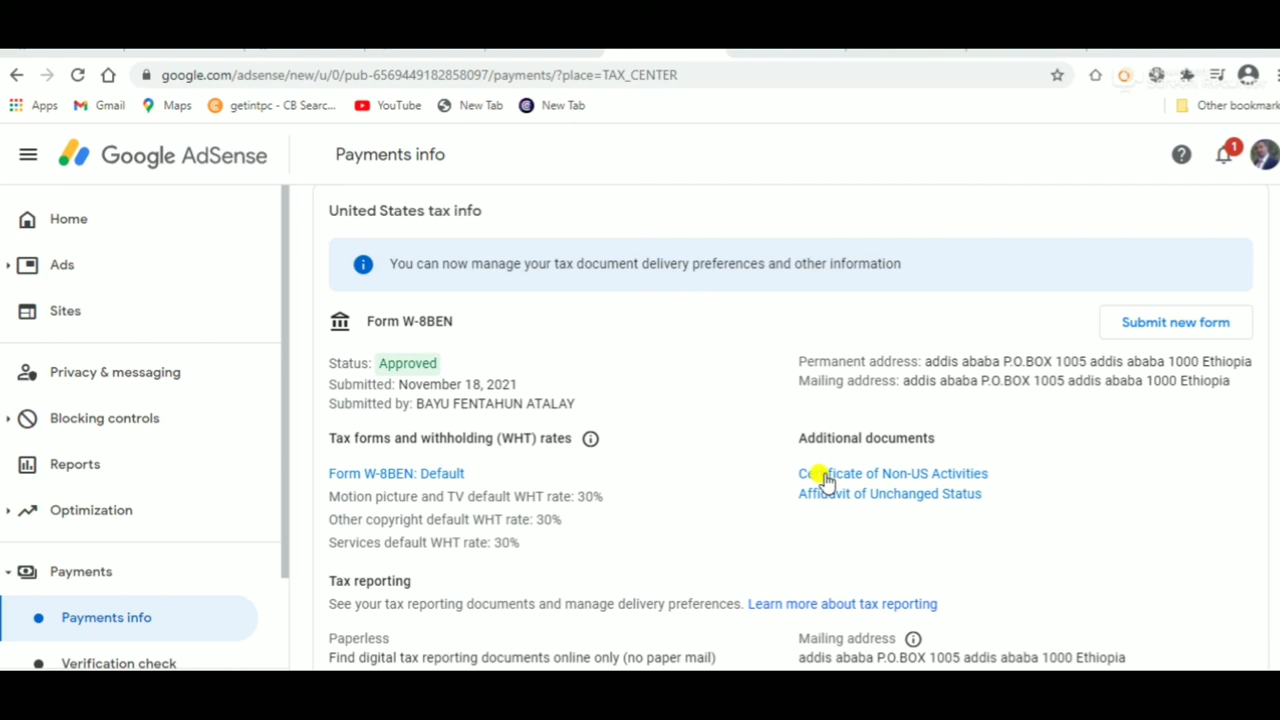 google.com/adsense/new/u/0/pub-6569449182858097/payments/?place=TAX_CENTER
Apps Gmail Maps getintpc - CB Searc... YouTube New Tab New Tab Other bookmark
Google AdSense Payments info 1
Home
Ads
Sites
Privacy & messaging
Blocking controls
Reports
Optimization
Payments
Payments info
Verification check
United States tax info
You can now manage your tax document delivery preferences and other information
Form W-8BEN
Submit new form
Status: Approved
Submitted: November 18, 2021
Submitted by: BAYU FENTAHUN ATALAY
Permanent address: addis ababa P.O.BOX 1005 addis ababa 1000 Ethiopia
Mailing address: addis ababa P.O.BOX 1005 addis ababa 1000 Ethiopia
Tax forms and withholding (WHT) rates
Form W-8BEN: Default
Motion picture and TV default WHT rate: 30%
Other copyright default WHT rate: 30%
Services default WHT rate: 30%
Additional documents
Certificate of Non-US Activities
Affidavit of Unchanged Status
Tax reporting
See your tax reporting documents and manage delivery preferences. Learn more about tax reporting
Paperless
Find digital tax reporting documents online only (no paper mail)
Mailing address
addis ababa P.O.BOX 1005 addis ababa 1000 Ethiopia